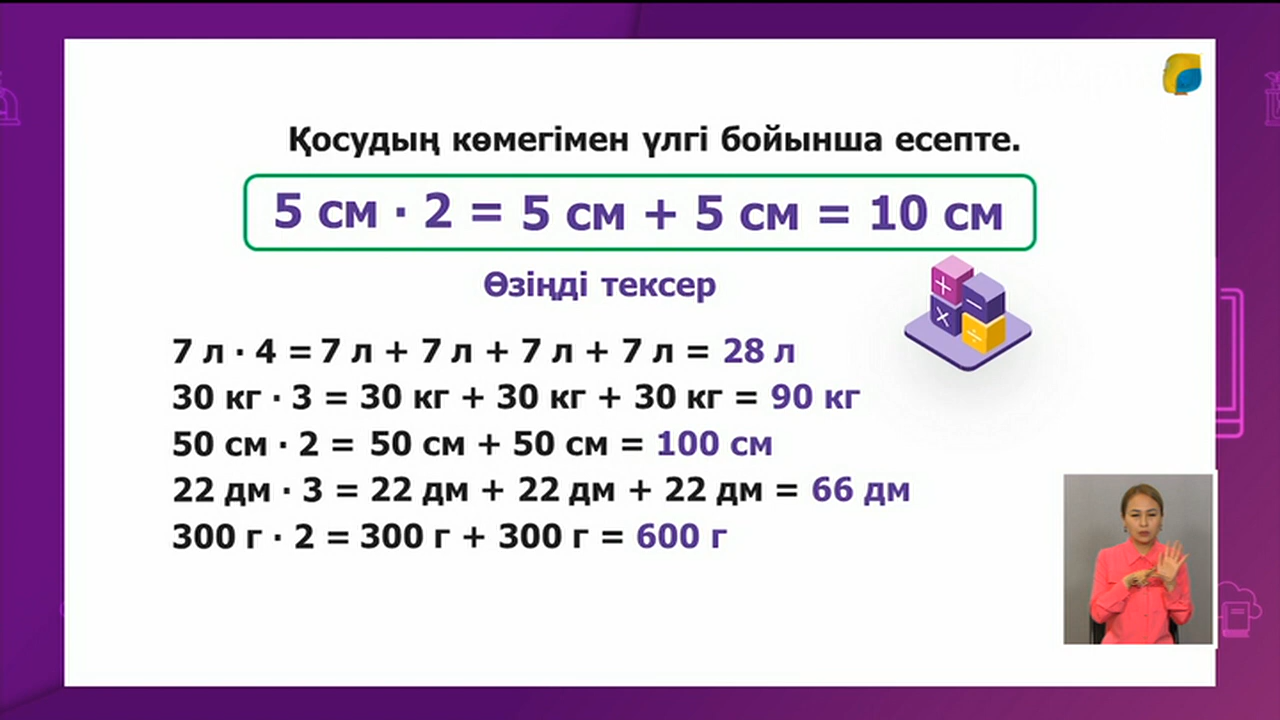 Қосудың көмегімен үлгі бойынша есепте.
5 см · 2 = 5 см + 5 см = 10 см
Өзіңді тексер
7 л · 4 = 7 л + 7 л + 7 л + 7 л = 28 л
30 кг · 3 = 30 кг + 30 кг + 30 кг = 90 кг
50 см · 2 = 50 см + 50 см = 100 см
22 дм · 3 = 22 дм + 22 дм + 22 дм = 66 дм
300 г · 2 = 300 г + 300 г = 600 г